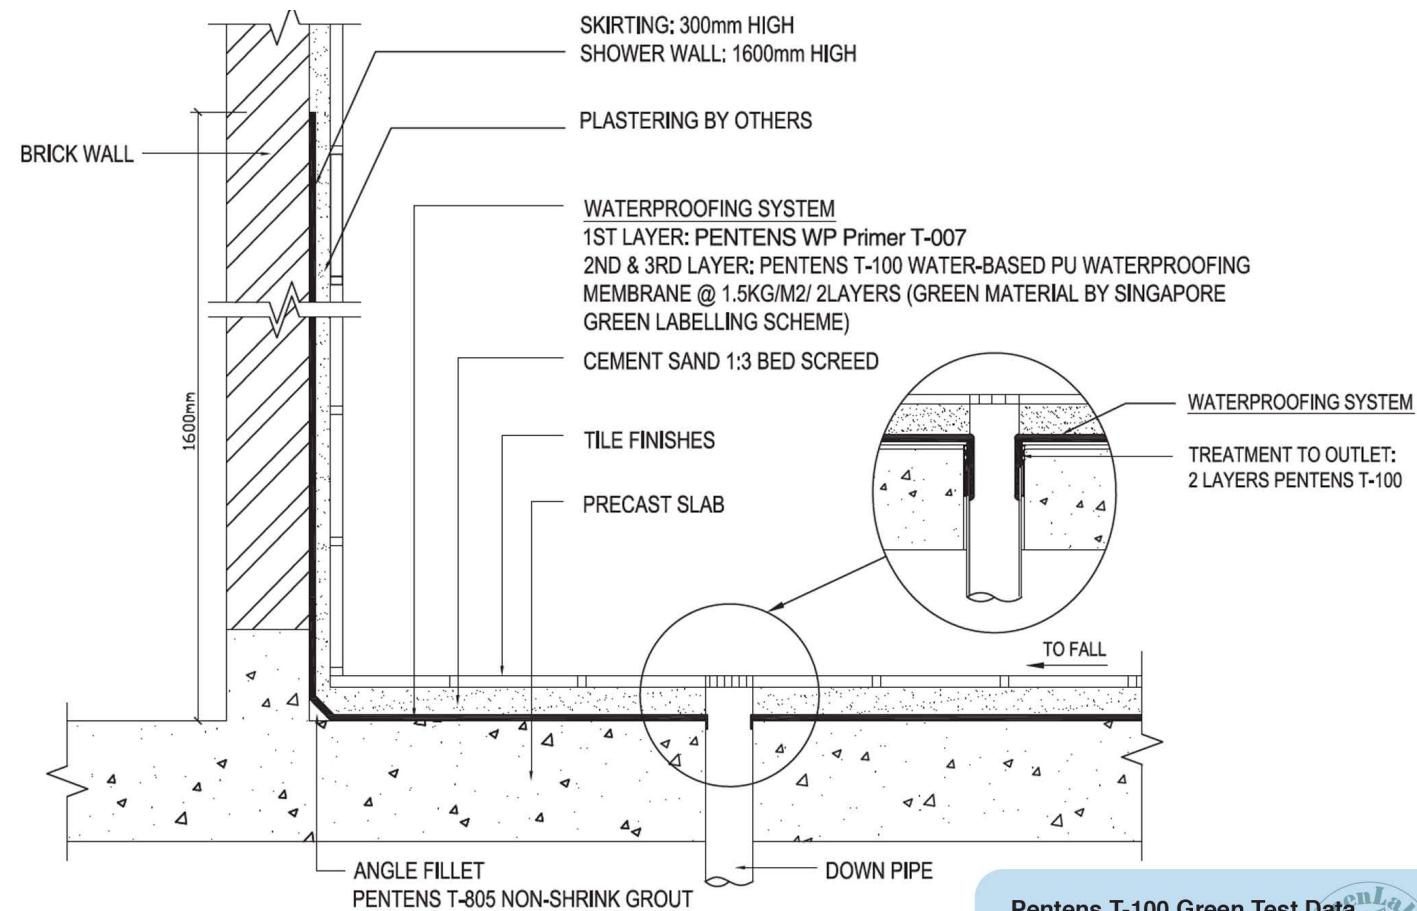 SKIRTING: 300mm HIGH
SHOWER WALL: 1600mm HIGH
PLASTERING BY OTHERS
BRICK WALL
WATERPROOFING SYSTEM
1ST LAYER: PENTENS WP Primer T-007
2ND & 3RD LAYER: PENTENS T-100 WATER-BASED PU WATERPROOFING
MEMBRANE @ 1.5KG/M2/ 2LAYERS (GREEN MATERIAL BY SINGAPORE
GREEN LABELLING SCHEME)
CEMENT SAND 1:3 BED SCREED
WATERPROOFING SYSTEM
1600mm
TILE FINISHES
TREATMENT TO OUTLET:
2 LAYERS PENTENS T-100
PRECAST SLAB
TO FALL
ANGLE FILLET
PENTENS T-805 NON-SHRINK GROUT
DOWN PIPE
Pentens T-100 Green Test Data